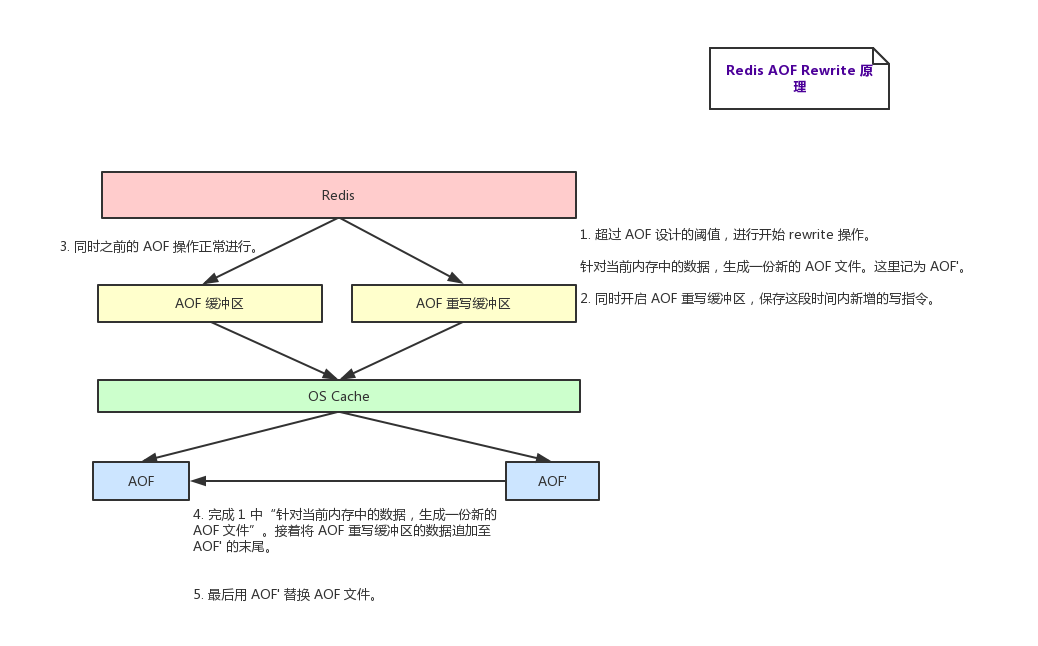 Redis AOF Rewrite 原
理
Redis
3. 同时之前的 AOF 操作正常进行。
1. 超过 AOF 设计的阈值，进行开始 rewrite 操作。
针对当前内存中的数据，生成一份新的 AOF 文件。这里记为 AOF'。
2. 同时开启 AOF 重写缓冲区，保存这段时间内新增的写指令。
AOF 缓冲区
AOF 重写缓冲区
OS Cache
AOF
AOF'
4. 完成 1 中“针对当前内存中的数据，生成一份新的
AOF 文件”。接着将 AOF 重写缓冲区的数据追加至
AOF' 的末尾。
5. 最后用 AOF' 替换 AOF 文件。